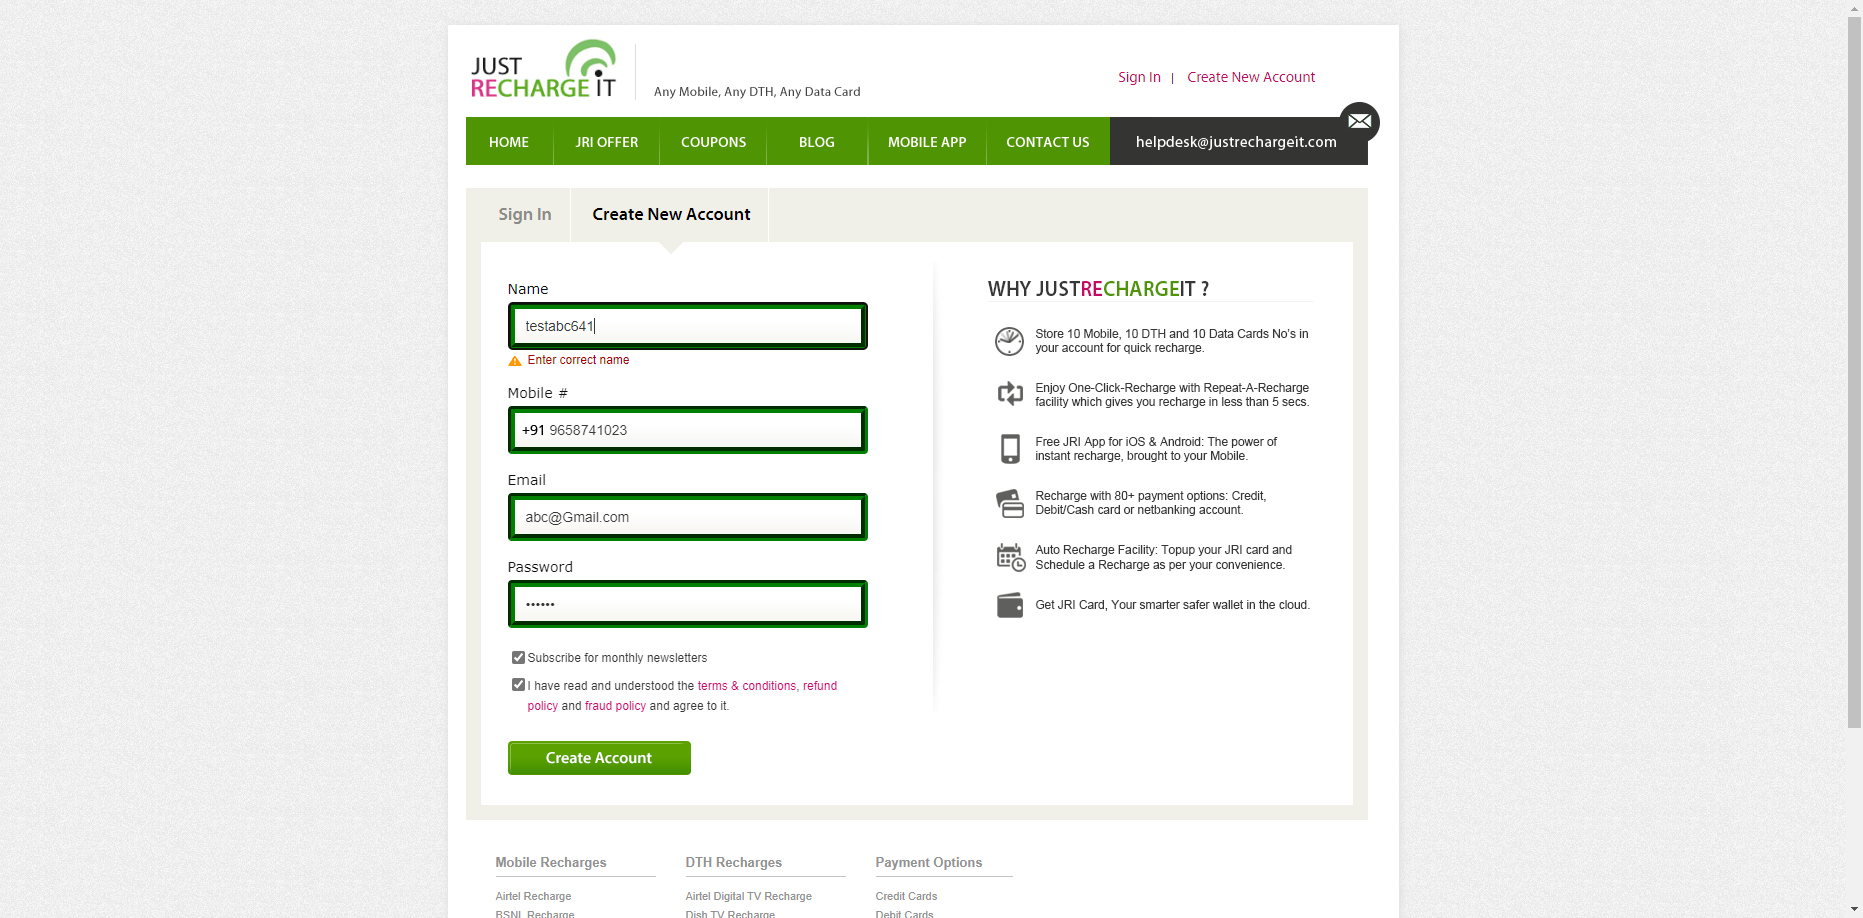 JUST
RECHARGE IT
Any Mobile, Any DTH, Any Data Card
Sign In | Create New Account
HOME JRI OFFER COUPONS BLOG MOBILE APP CONTACT US helpdesk@justrechargeit.com
Sign In Create New Account
Name
testabc641
Enter correct name
Mobile #
+91 9658741023
Email
abc@Gmail.com
Password
••••••
Subscribe for monthly newsletters
I have read and understood the terms & conditions, refund
policy and fraud policy and agree to it.
Create Account
WHY JUSTRECHARGEIT ?
Store 10 Mobile, 10 DTH and 10 Data Cards No's in
your account for quick recharge.
Enjoy One-Click-Recharge with Repeat-A-Recharge
facility which gives you recharge in less than 5 secs.
Free JRI App for iOS & Android: The power of
instant recharge, brought to your Mobile.
Recharge with 80+ payment options: Credit,
Debit/Cash card or netbanking account.
Auto Recharge Facility: Topup your JRI card and
Schedule a Recharge as per your convenience.
Get JRI Card, Your smarter safer wallet in the cloud.
Mobile Recharges DTH Recharges Payment Options
Airtel Recharge Airtel Digital TV Recharge Credit Cards
BSNL Recharge Dish TV Recharge Debit Cards